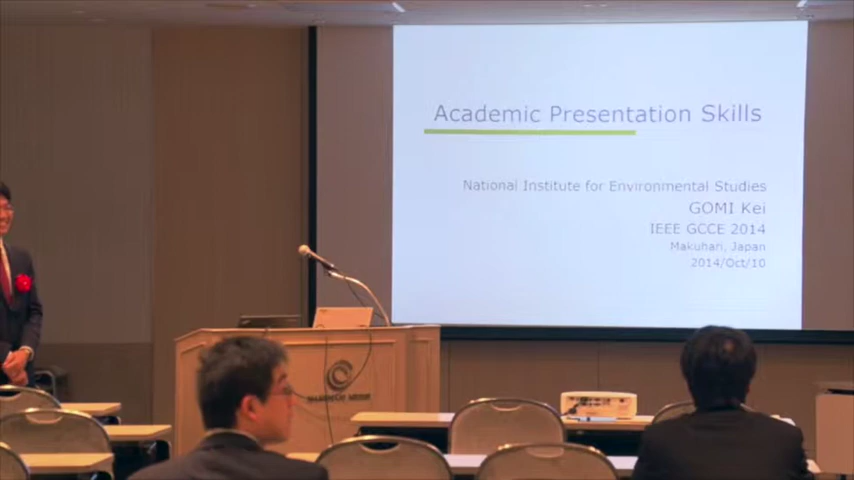 Academic Presentation Skills
National Institute for Environmental Studies
GOMI Kei
IEEE GCCE 2014
Makuhari, Japan
2014/Oct/10